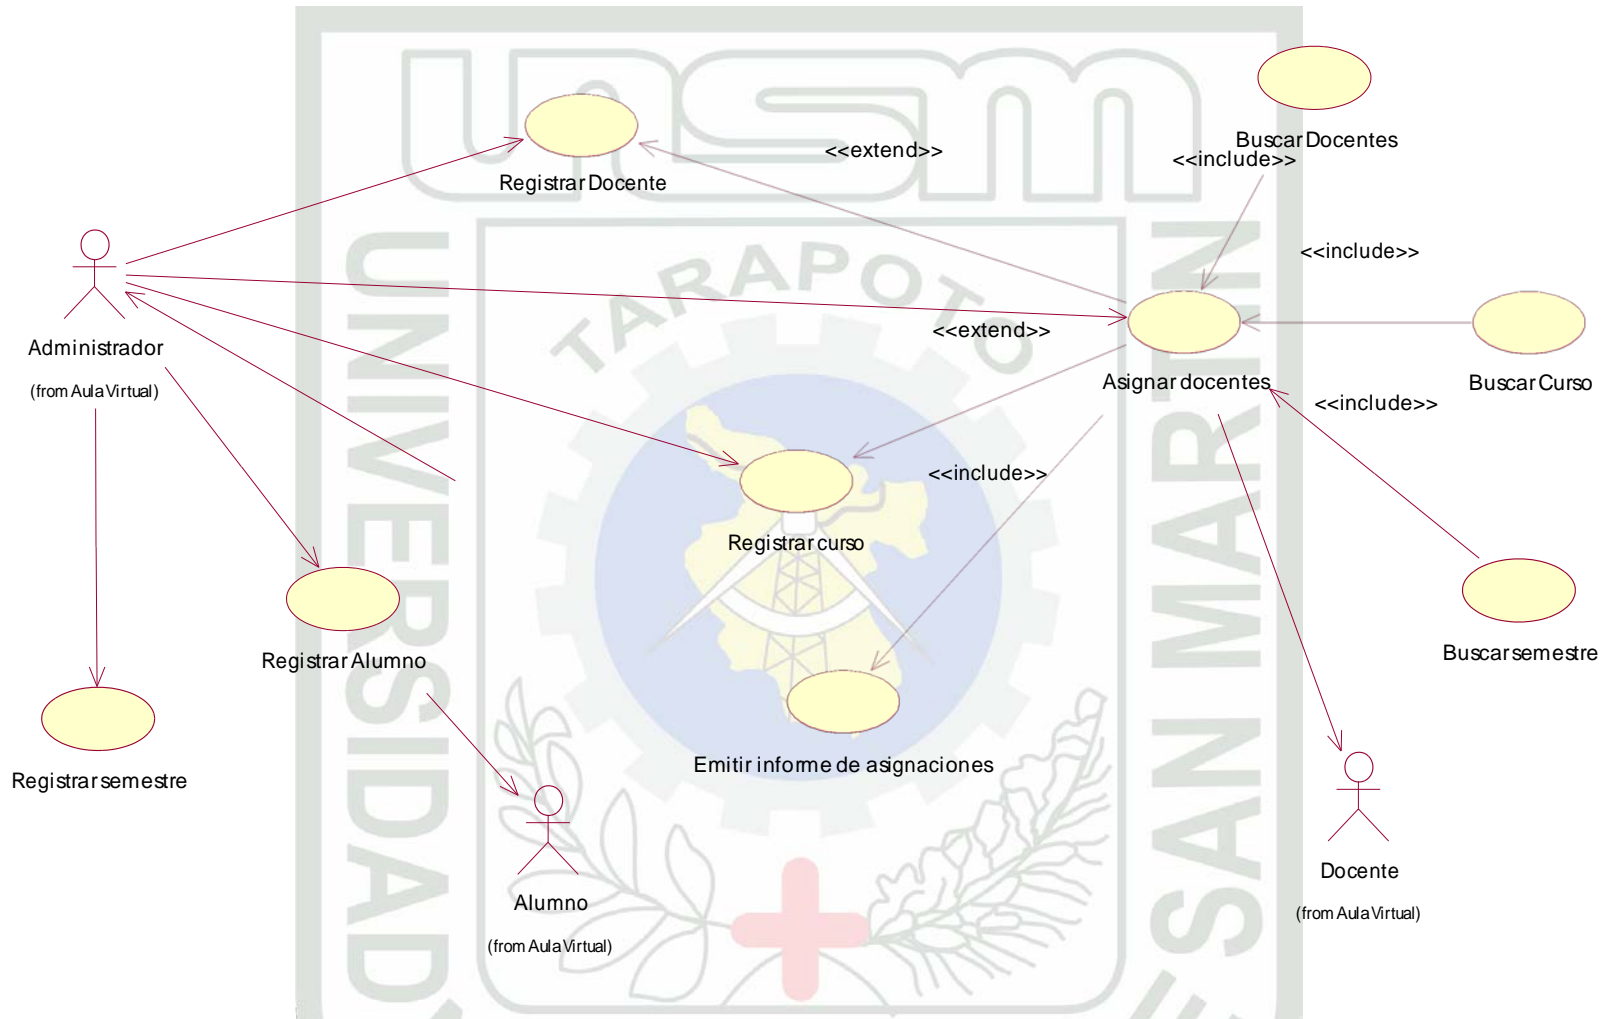 unsm
TARAPOTO
UNIVERSIDAD
SAN MARTIN
Buscar Docentes
<<include>>
<<extend>>
Registrar Docente
<<include>>
Administrador
(from Aula Virtual)
<<extend>>
Asignar docentes
Buscar Curso
<<include>>
<<include>>
Registrar curso
Buscar semestre
Registrar Alumno
Emitir informe de asignaciones
Registrar semestre
Docente
(from Aula Virtual)
Alumno
(from Aula Virtual)